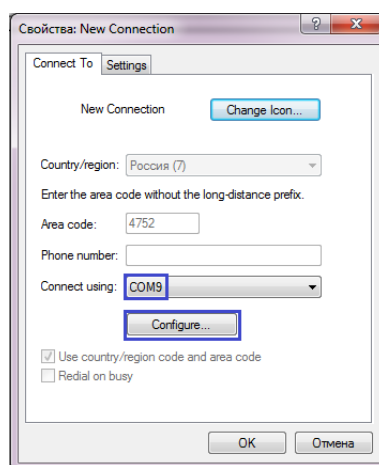 Свойства: New Connection
Connect To Settings
New Connection Change Icon...
Country/region: Россия (7)
Enter the area code without the long-distance prefix.
Area code: 4752
Phone number:
Connect using: COM9
Configure...
Use country/region code and area code
Redial on busy
OK Отмена